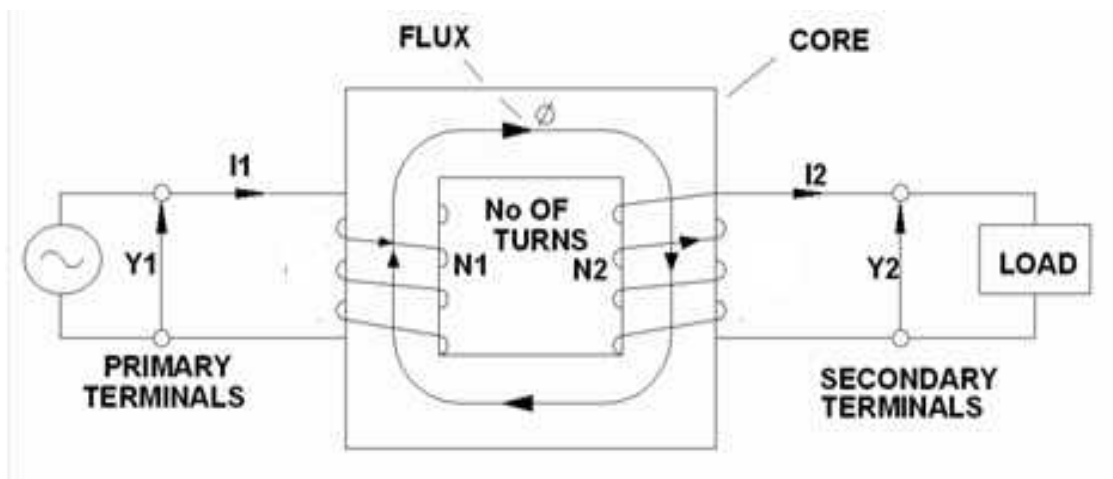 FLUX
CORE
Ø
I1
I2
No OF
TURNS
Y1
N1
N2
Y2
LOAD
PRIMARY
TERMINALS
SECONDARY
TERMINALS